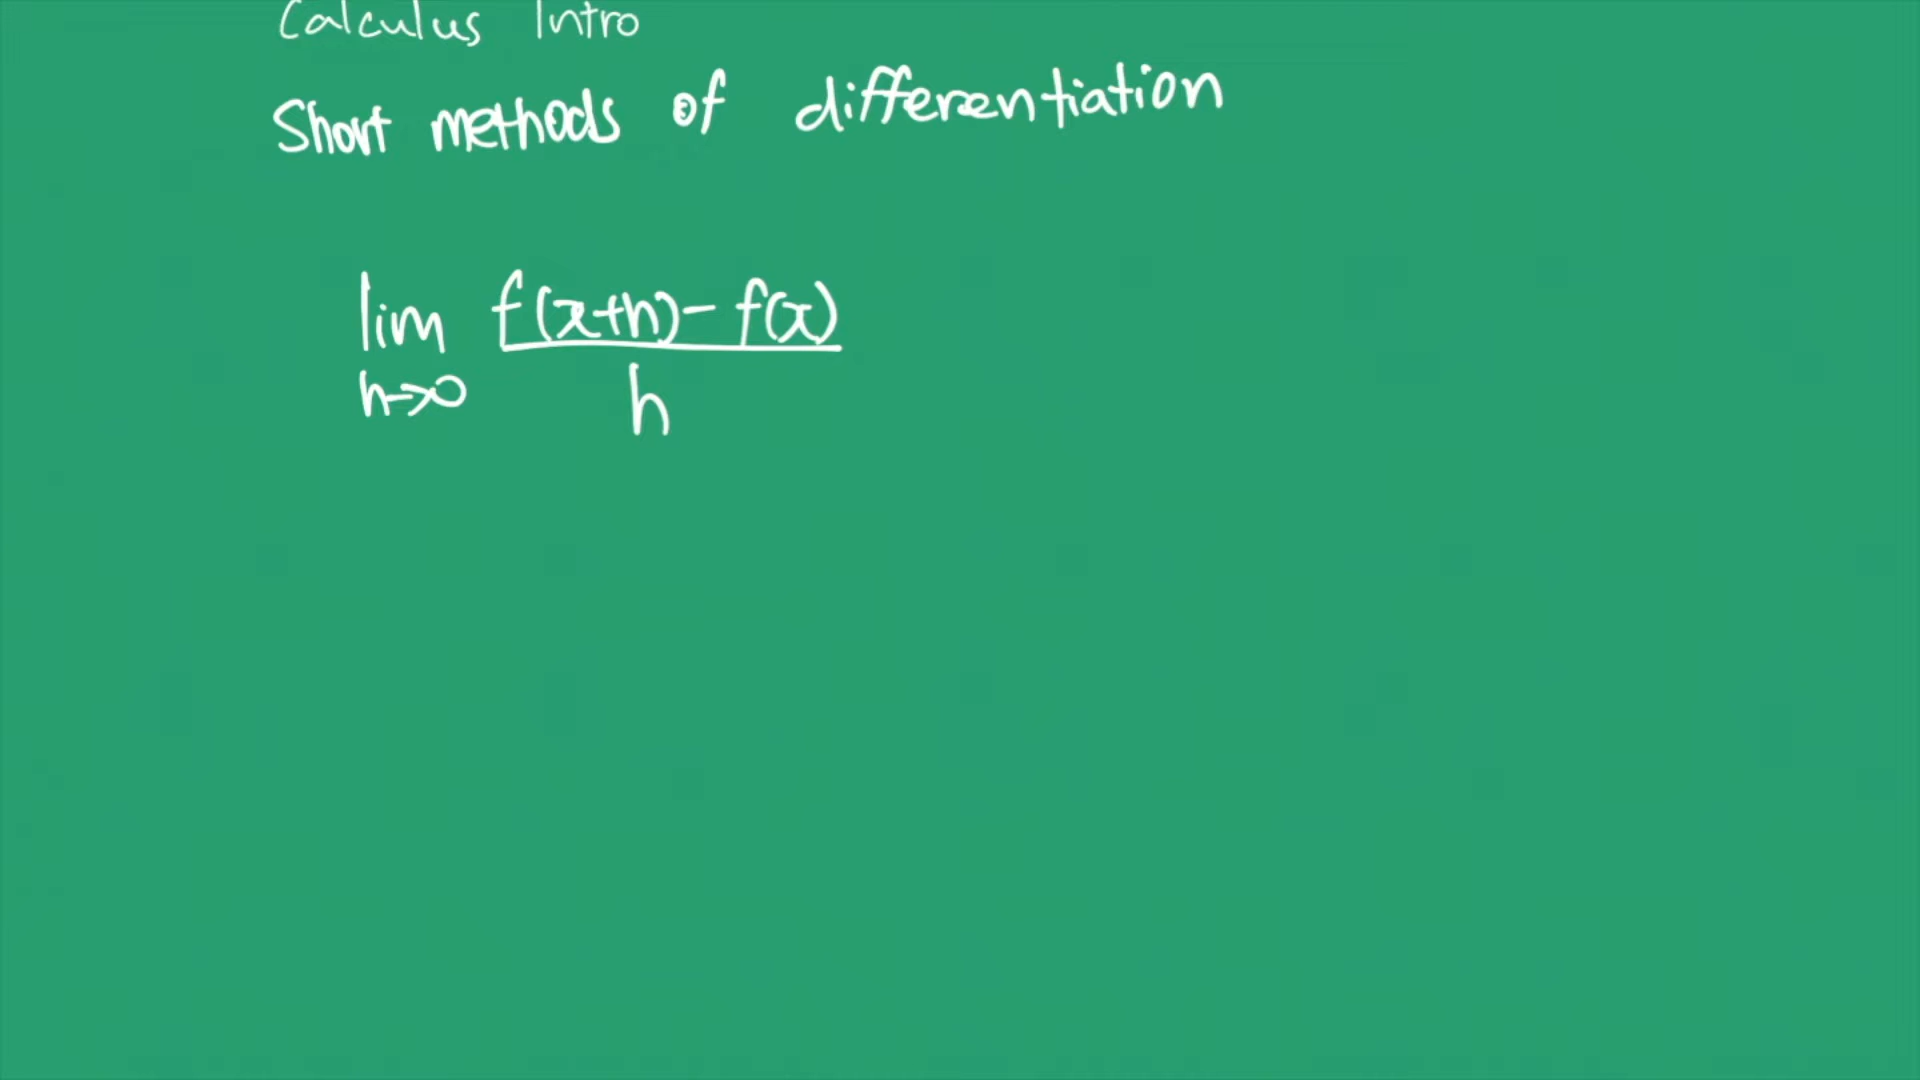 Calculus Intro
Short methods of differentiation
lim f(x+h)-f(x)
h→0 h